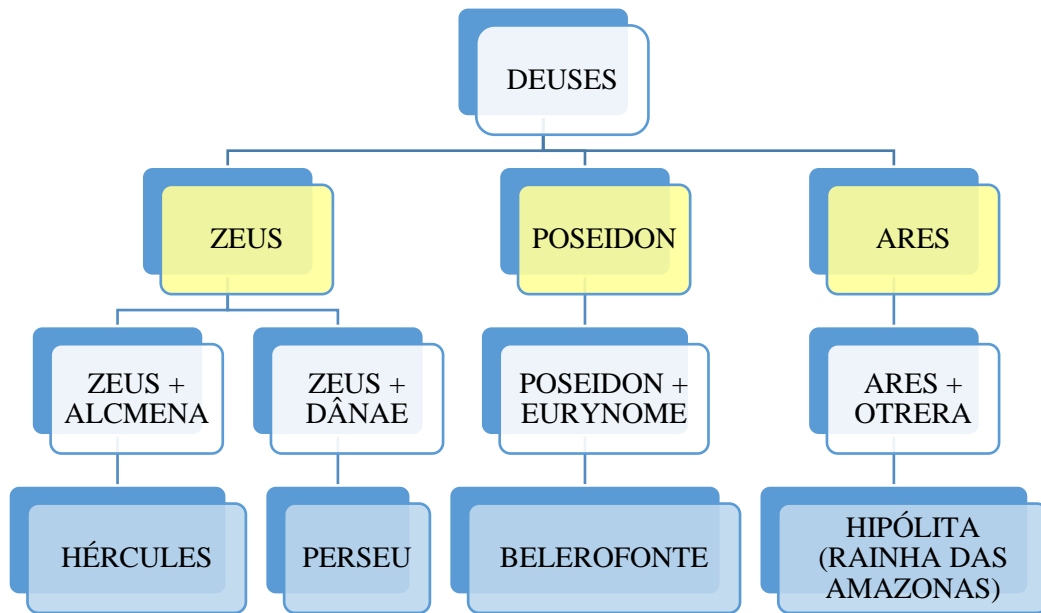 DEUSES
ZEUS
POSEIDON
ARES
ZEUS +
ALCMENA
ZEUS +
DÂNAE
POSEIDON +
EURYNOME
ARES +
OTRERA
HÉRCULES
PERSEU
BELEROFONTE
HIPÓLITA
(RAINHA DAS
AMAZONAS)